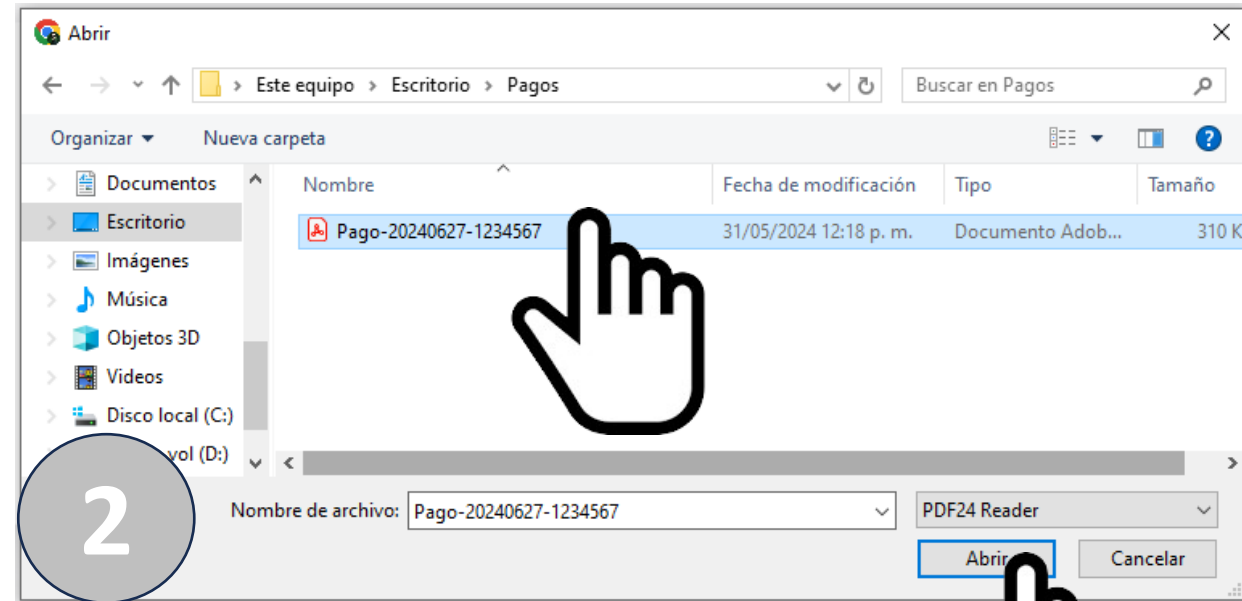 Abrir
Este equipo > Escritorio > Pagos
Buscar en Pagos
Organizar
Nueva carpeta
Nombre
Fecha de modificación
Tipo
Tamaño
Documentos
Escritorio
Imágenes
Música
Objetos 3D
Videos
Disco local (C:)
vol (D:)
Pago-20240627-1234567
31/05/2024 12:18 p. m.
Documento Adob...
310 K
2
Nombre de archivo:
Pago-20240627-1234567
PDF24 Reader
Abrir
Cancelar